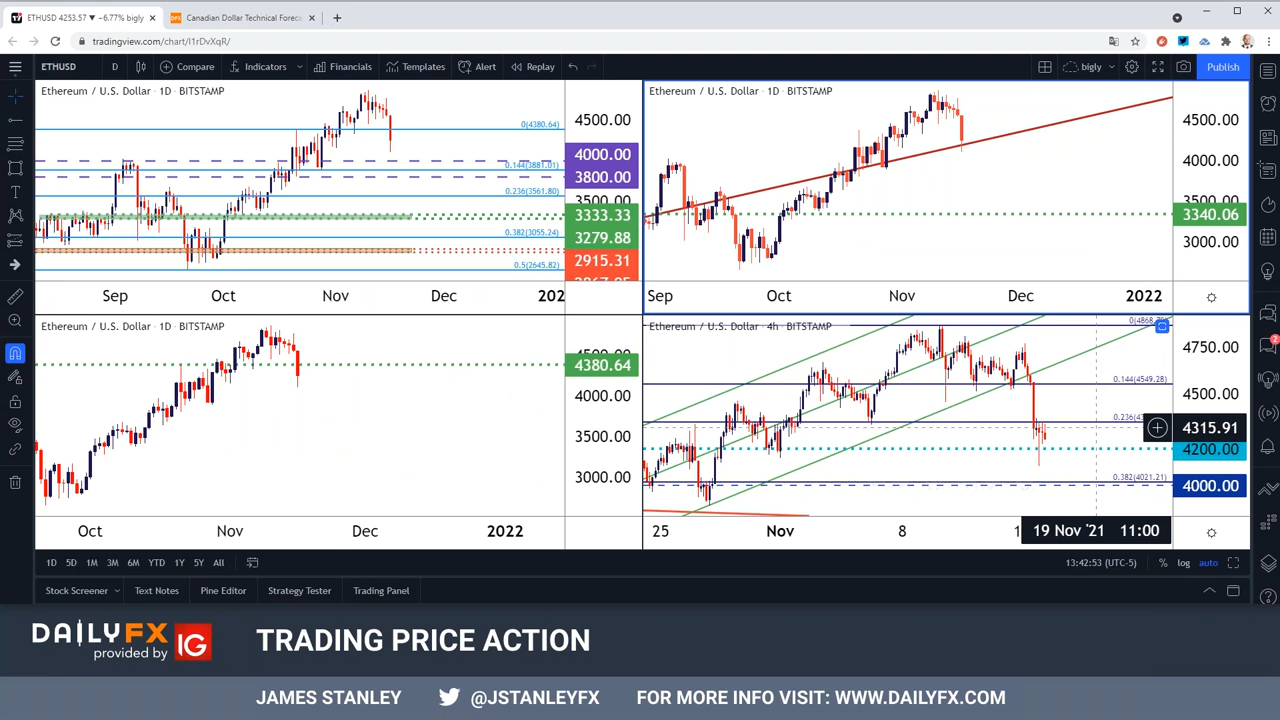 ETHUSD 4253.57 ▼ −6.77% bigly
Canadian Dollar Technical Foreca
tradingview.com/chart/I1rDvXqR/
ETHUSD D Compare Indicators Financials Templates Alert Replay bigly Publish
Ethereum / U.S. Dollar · 1D · BITSTAMP
4500.00
4000.00
3800.00
3500.00
3333.33
3279.88
2915.31
0(4380.64)
0.144(3881.01)
0.236(3561.80)
0.382(3055.24)
0.5(2645.82)
Sep Oct Nov Dec 202
Ethereum / U.S. Dollar · 1D · BITSTAMP
4500.00
4000.00
3340.06
3000.00
Sep Oct Nov Dec 2022
Ethereum / U.S. Dollar · 1D · BITSTAMP
4380.64
4000.00
3500.00
3000.00
Oct Nov Dec 2022
Ethereum / U.S. Dollar · 4h · BITSTAMP
4750.00
4500.00
4315.91
4200.00
4000.00
0.144(4549.28)
0.382(4021.21)
25 Nov 8 19 Nov '21 11:00
1D 5D 1M 3M 6M YTD 1Y 5Y All
13:42:53 (UTC-5) % log auto
Stock Screener Text Notes Pine Editor Strategy Tester Trading Panel
2
DAILYFX
provided by IG
TRADING PRICE ACTION
JAMES STANLEY @JSTANLEYFX FOR MORE INFO VISIT: WWW.DAILYFX.COM